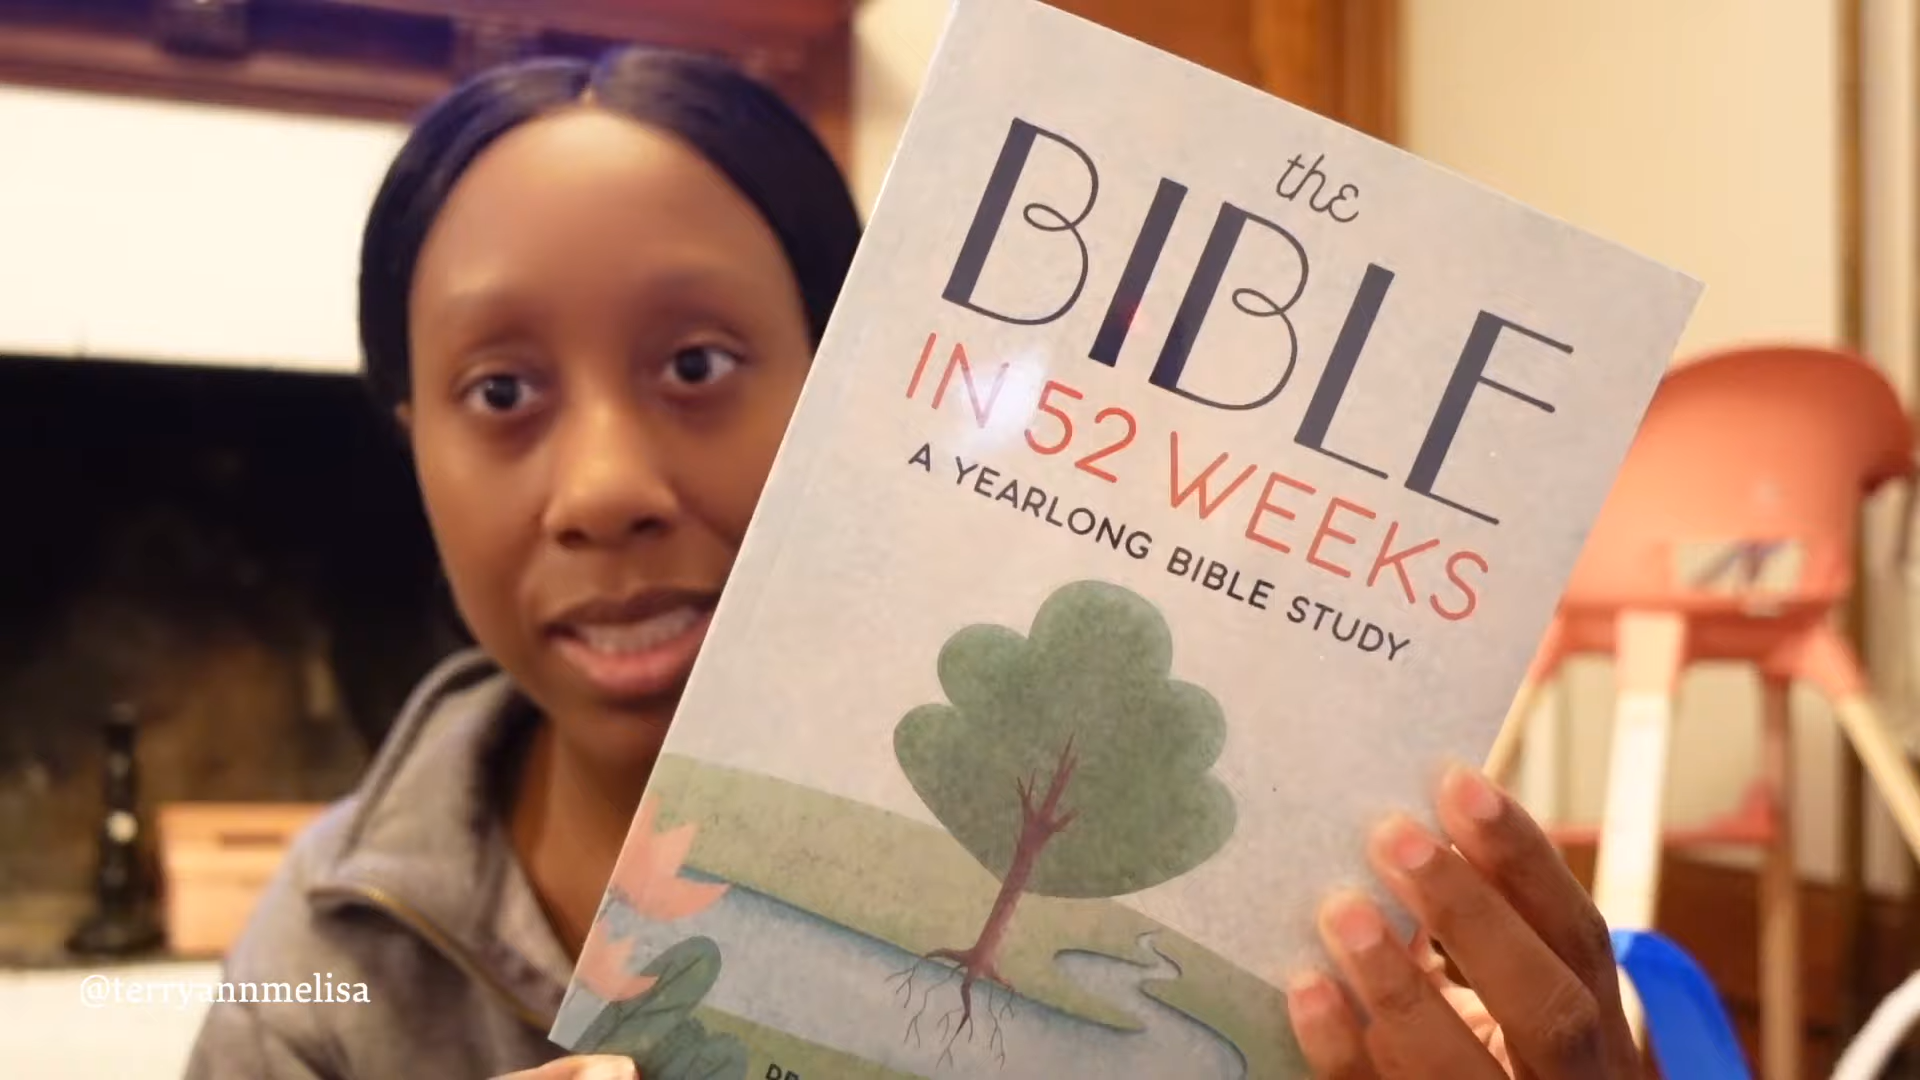 the
BIBLE
IN 52 WEEKS
A YEARLONG BIBLE STUDY
@terryannmelisa